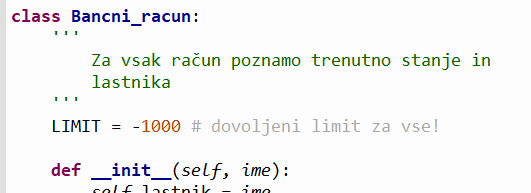 class Bancni_racun:
'''
Za vsak račun poznamo trenutno stanje in
lastnika
'''
LIMIT = -1000 # dovoljeni limit za vse!
def __init__(self, ime):
self.lastnik = ime